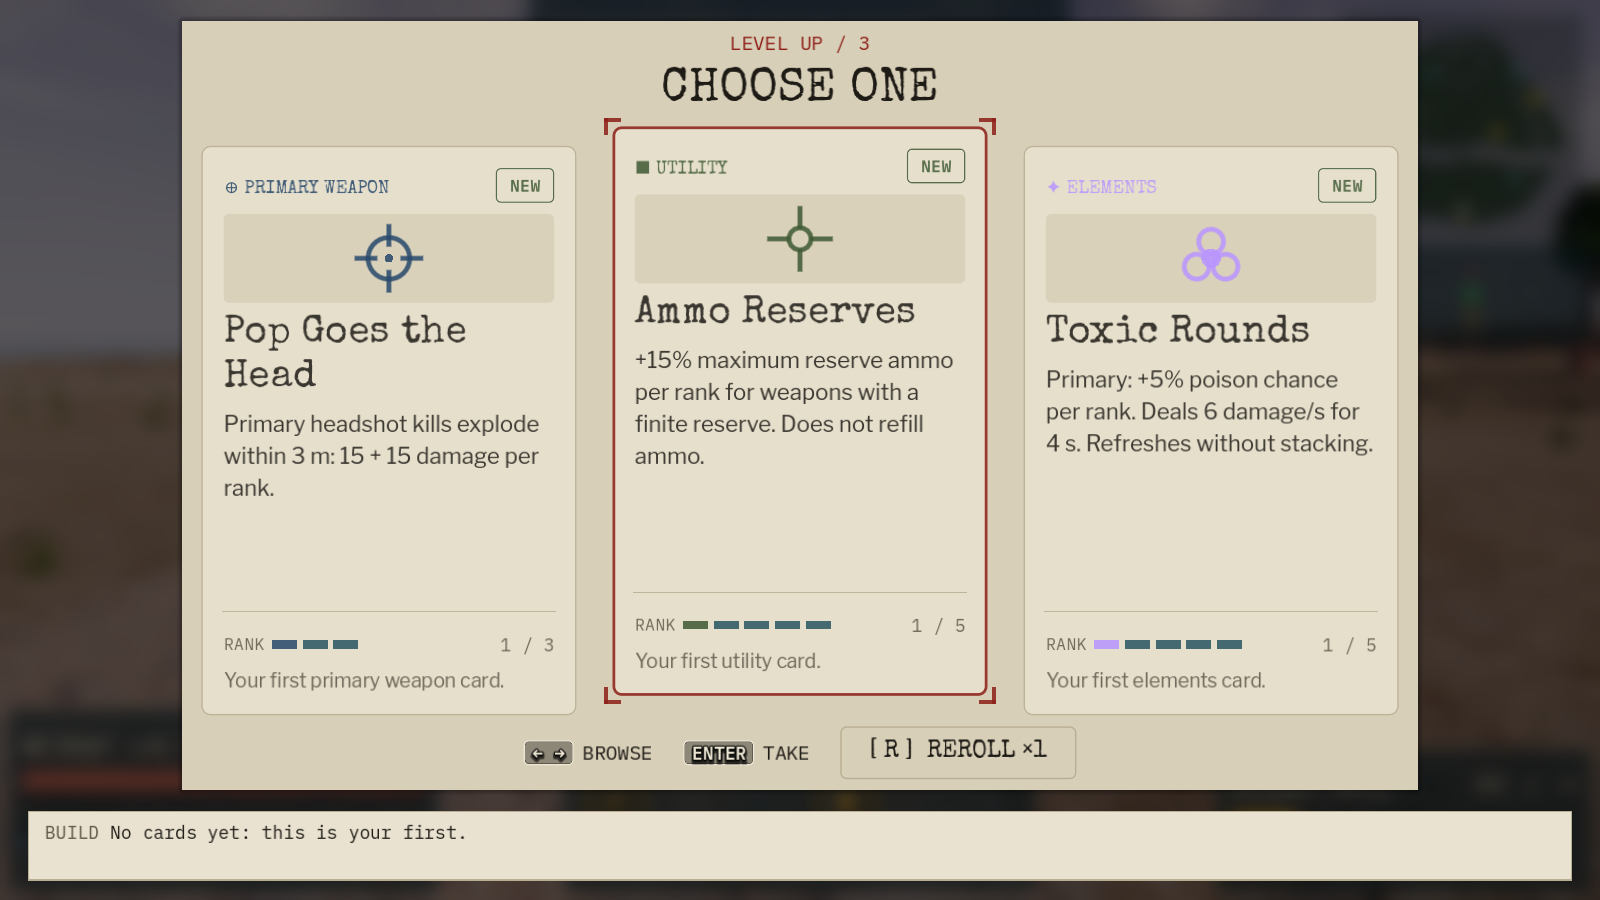 LEVEL UP / 3
CHOOSE ONE
PRIMARY WEAPON
NEW
Pop Goes the
Head
Primary headshot kills explode
within 3 m: 15 + 15 damage per
rank.
RANK
1 / 3
Your first primary weapon card.
UTILITY
NEW
Ammo Reserves
+15% maximum reserve ammo
per rank for weapons with a
finite reserve. Does not refill
ammo.
RANK
1 / 5
Your first utility card.
ELEMENTS
NEW
Toxic Rounds
Primary: +5% poison chance
per rank. Deals 6 damage/s for
4 s. Refreshes without stacking.
RANK
1 / 5
Your first elements card.
← → BROWSE
ENTER TAKE
[R] REROLL ×1
BUILD No cards yet: this is your first.